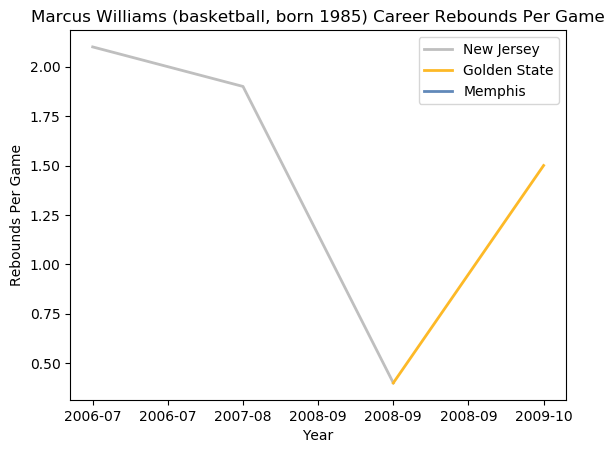 Marcus Williams (basketball, born 1985) Career Rebounds Per Game
New Jersey
Golden State
Memphis
2.00
1.75
1.50
1.25
1.00
0.75
0.50
Rebounds Per Game
2006-07 2006-07 2007-08 2008-09 2008-09 2008-09 2009-10
Year